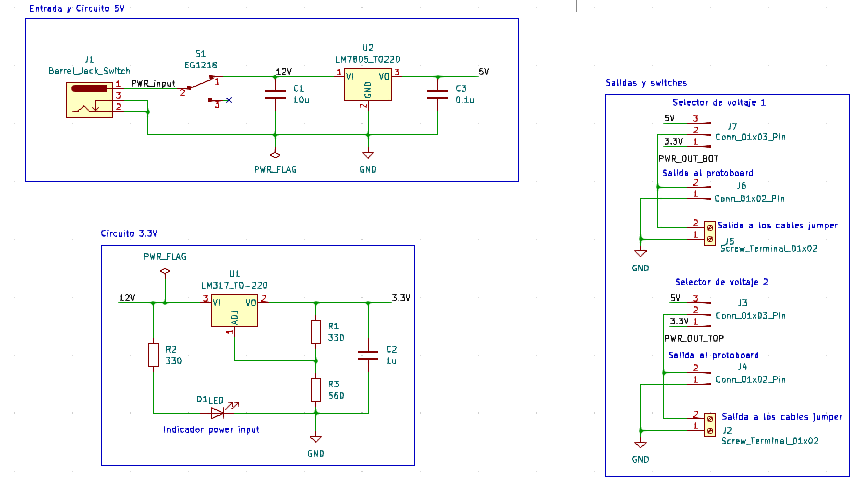 Entrada y Circuito 5V
J1
Barrel_Jack_Switch
1
3
2
PWR_input
S1
EG1218
2
1
3
12V
C1
10u
U2
LM7805_TO220
1
VI
VO
3
GND
2
5V
C3
0.1u
PWR_FLAG
GND
Circuito 3.3V
PWR_FLAG
12V
U1
LM317_TO-220
3
VI
VO
2
ADJ
1
3.3V
R2
330
R1
330
C2
1u
R3
560
D1
LED
Indicador power input
GND
Salidas y switches
Selector de voltaje 1
5V
3
2
3.3V
1
J7
Conn_01x03_Pin
PWR_OUT_BOT
Salida al protoboard
2
1
J6
Conn_01x02_Pin
2
1
Salida a los cables jumper
J5
Screw_Terminal_01x02
GND
Selector de voltaje 2
5V
3
2
3.3V
1
J3
Conn_01x03_Pin
PWR_OUT_TOP
Salida al protoboard
2
1
J4
Conn_01x02_Pin
2
1
Salida a los cables jumper
J2
Screw_Terminal_01x02
GND